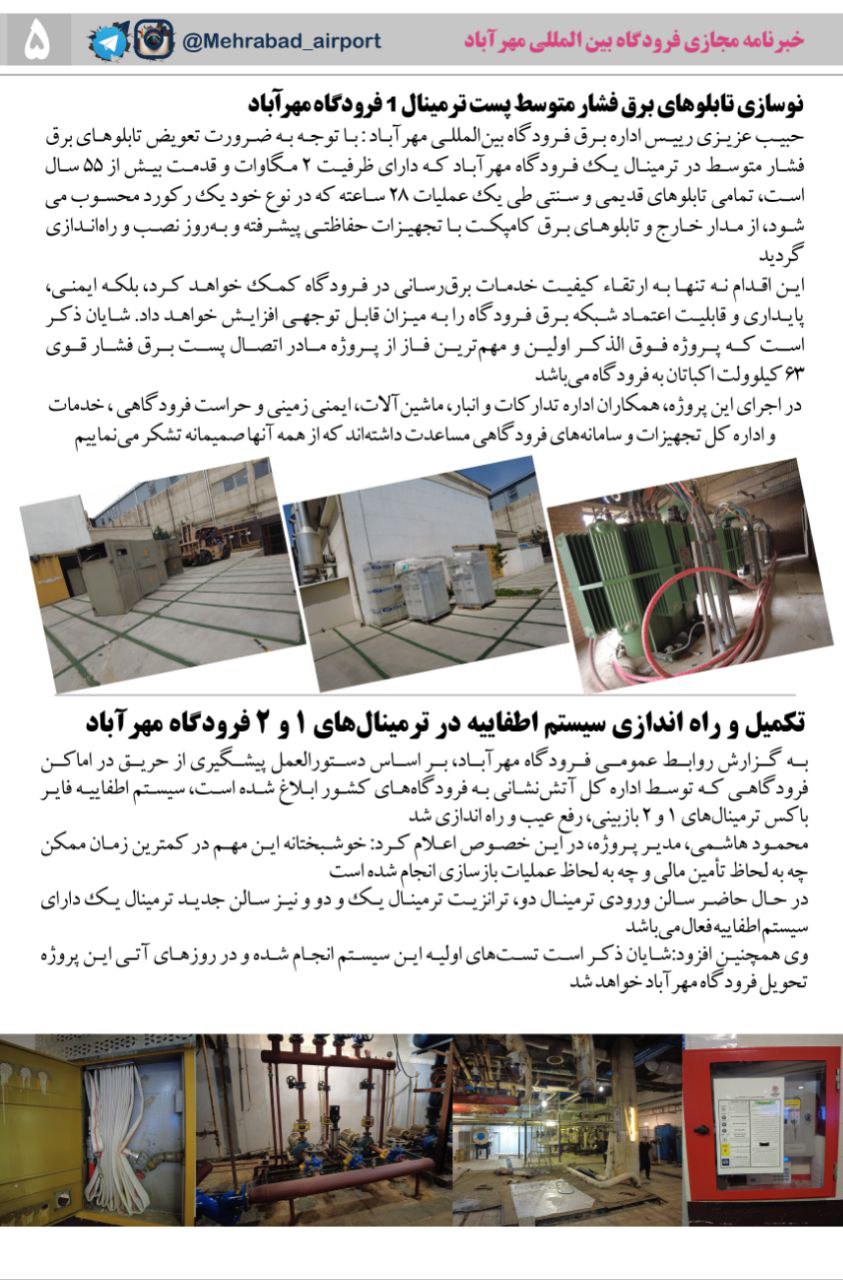 خبرنامه مجازی فرودگاه بین المللی مهرآباد
@Mehrabad_airport
۵
نوسازی تابلوهای برق فشار متوسط پست ترمینال 1 فرودگاه مهرآباد
حبیب عزیزی رییس اداره برق فرودگاه بین‌المللی مهرآباد : با توجه به ضرورت تعویض تابلوهای برق
فشار متوسط در ترمینال یک فرودگاه مهرآباد که دارای ظرفیت ۲ مگاوات و قدمت بیش از ۵۵ سال
است، تمامی تابلوهای قدیمی و سنتی طی یک عملیات ۲۸ ساعته که در نوع خود یک رکورد محسوب می
شود، از مدار خارج و تابلوهای برق کامپکت با تجهیزات حفاظتی پیشرفته و به‌روز نصب و راه‌اندازی
گردید
این اقدام نه تنها به ارتقاء کیفیت خدمات برق‌رسانی در فرودگاه کمک خواهد کرد، بلکه ایمنی،
پایداری و قابلیت اعتماد شبکه برق فرودگاه را به میزان قابل توجهی افزایش خواهد داد. شایان ذکر
است که پروژه فوق الذکر اولین و مهم‌ترین فاز از پروژه مادر اتصال پست برق فشار قوی
۶۳ کیلوولت اکباتان به فرودگاه می‌باشد
در اجرای این پروژه، همکاران اداره تدارکات و انبار، ماشین‌آلات، ایمنی زمینی و حراست فرودگاهی ، خدمات
و اداره کل تجهیزات و سامانه‌های فرودگاهی مساعدت داشته‌اند که از همه آنها صمیمانه تشکر می‌نماییم
تکمیل و راه اندازی سیستم اطفاییه در ترمینال‌های ۱ و ۲ فرودگاه مهرآباد
به گزارش روابط عمومی فرودگاه مهرآباد، بر اساس دستورالعمل پیشگیری از حریق در اماکن
فرودگاهی که توسط اداره کل آتش‌نشانی به فرودگاه‌های کشور ابلاغ شده است، سیستم اطفاییه فایر
باکس ترمینال‌های ۱ و ۲ بازبینی، رفع عیب و راه اندازی شد
محمود هاشمی، مدیر پروژه، در این خصوص اعلام کرد: خوشبختانه این مهم در کمترین زمان ممکن
چه به لحاظ تأمین مالی و چه به لحاظ عملیات بازسازی انجام شده است
در حال حاضر سالن ورودی ترمینال دو، ترانزیت ترمینال یک و دو و نیز سالن جدید ترمینال یک دارای
سیستم اطفاییه فعال می‌باشد
وی همچنین افزود:شایان ذکر است تست‌های اولیه این سیستم انجام شده و در روزهای آتی این پروژه
تحویل فرودگاه مهرآباد خواهد شد